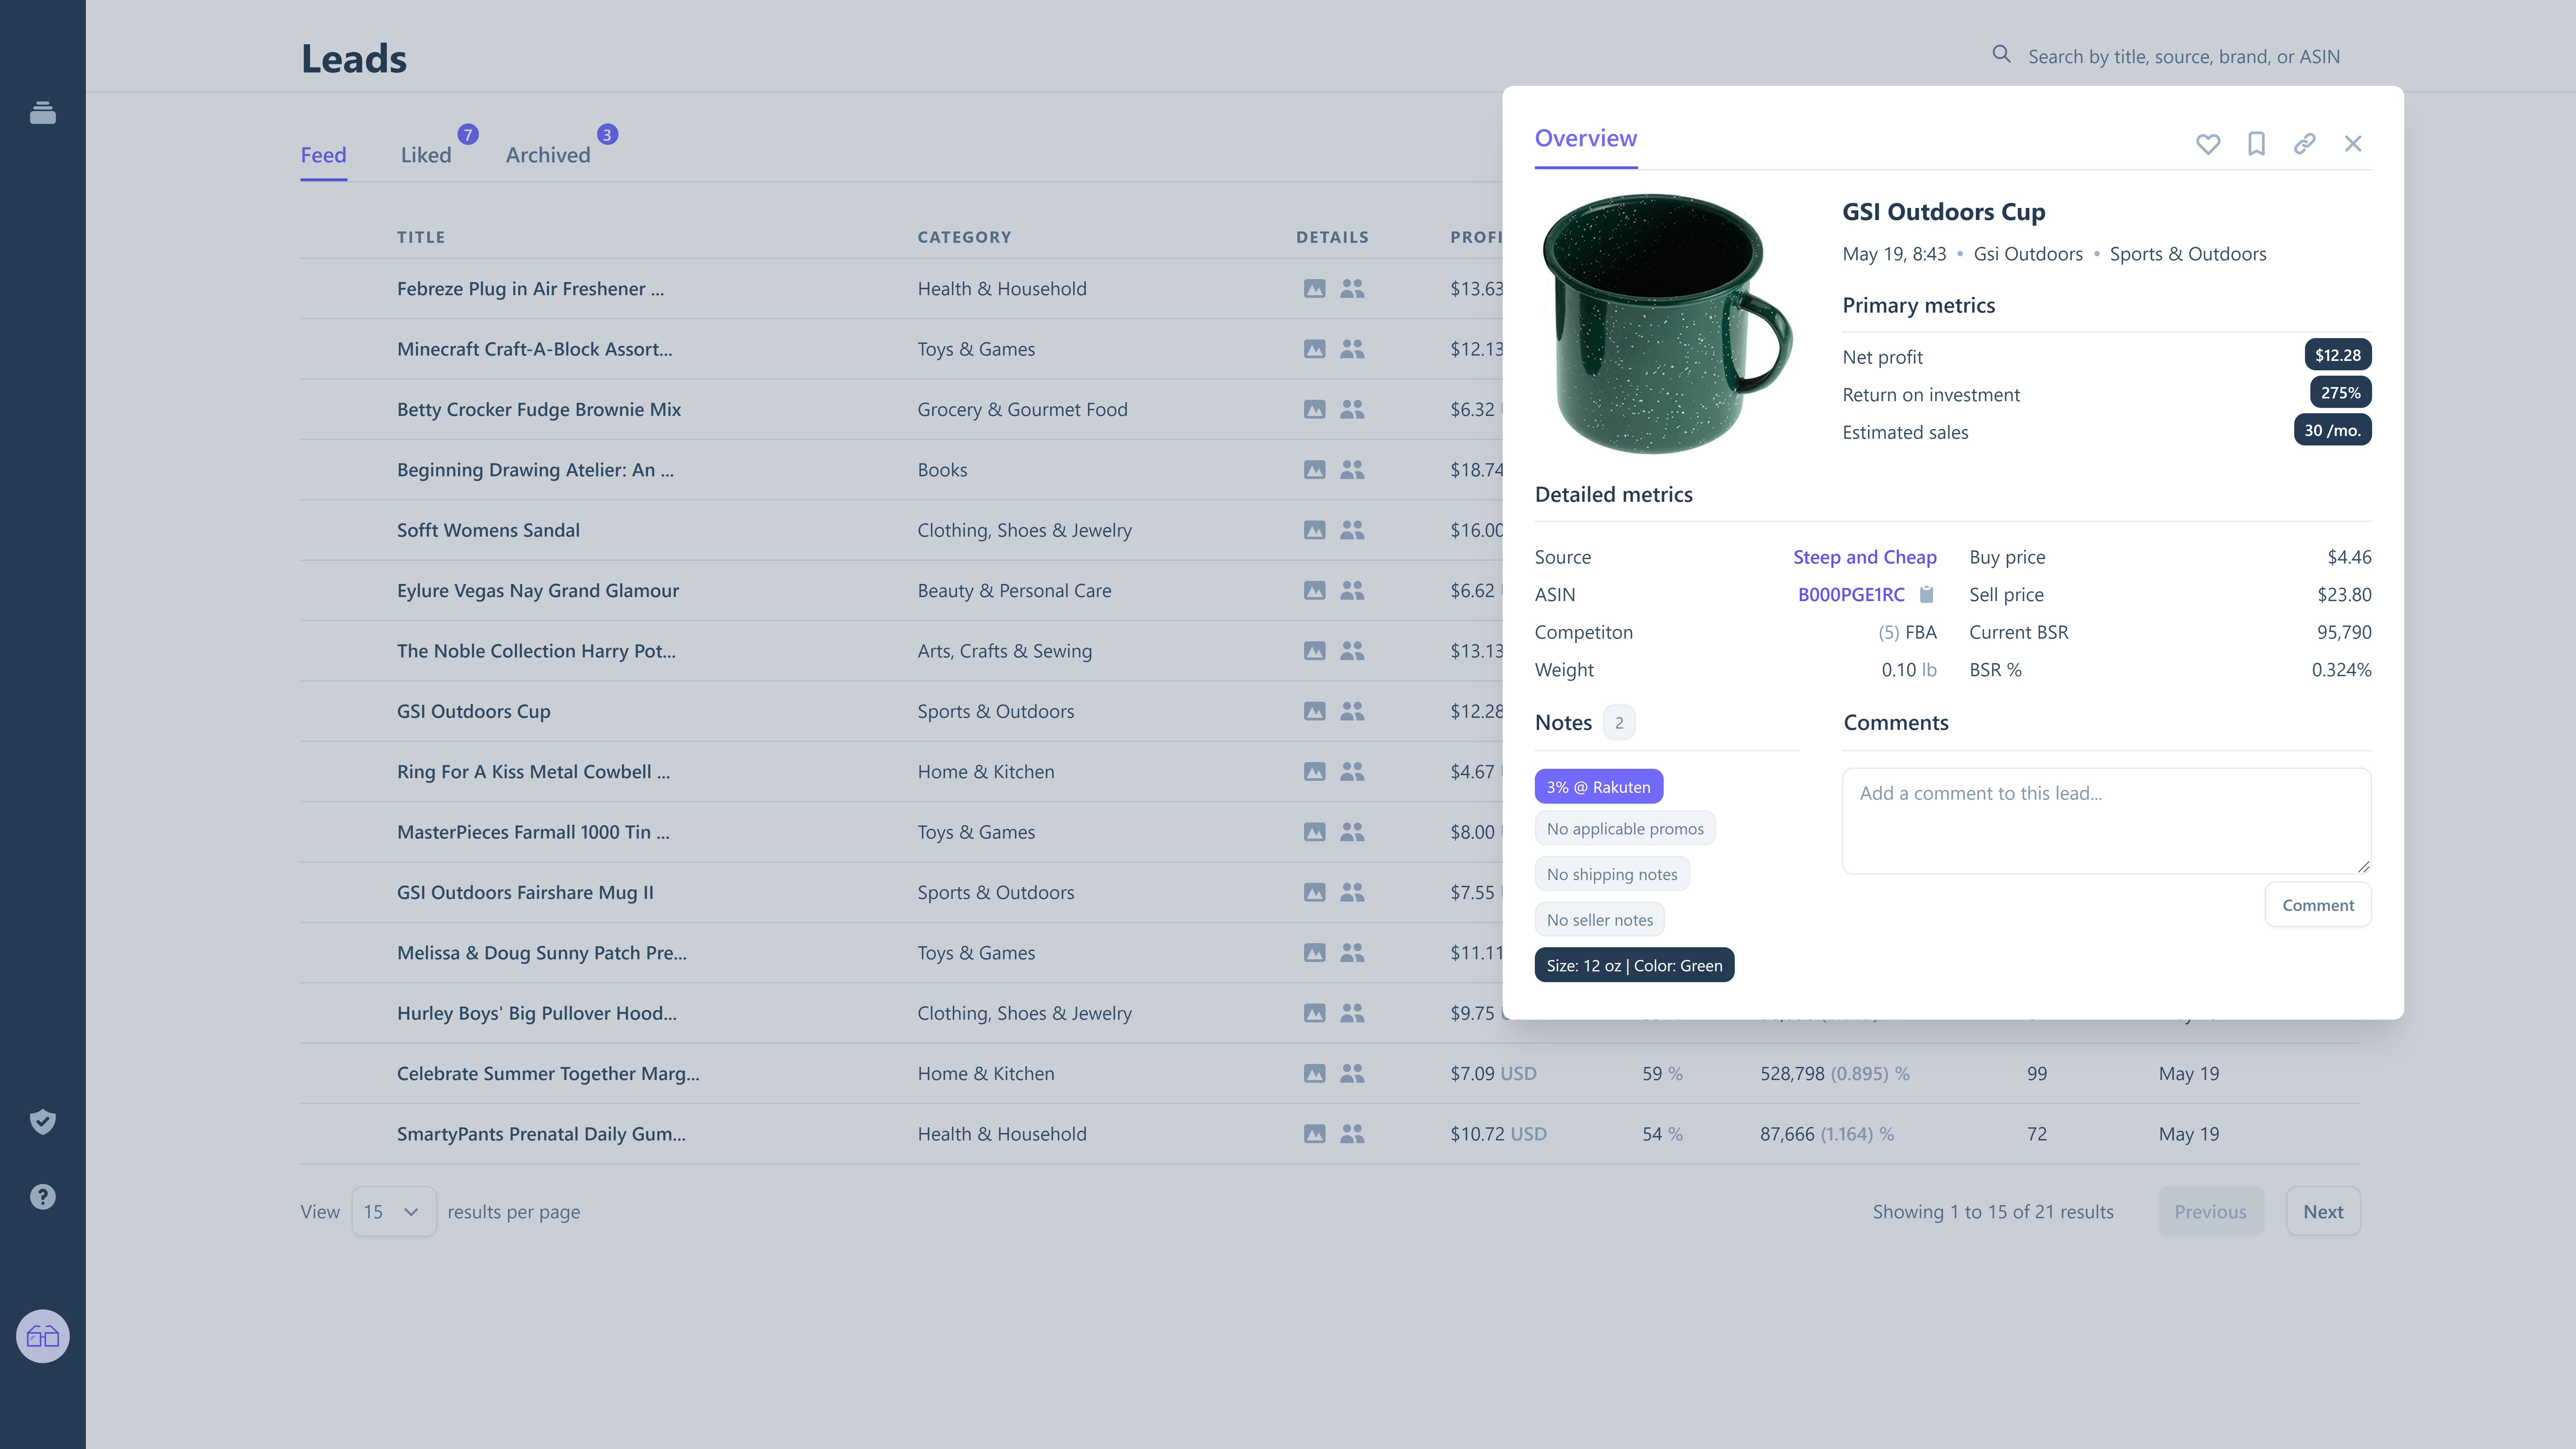 Leads
Search by title, source, brand, or ASIN
Feed
Liked
7
Archived
3
TITLE CATEGORY DETAILS PROFI
Febreze Plug in Air Freshener ... Health & Household $13.63
Minecraft Craft-A-Block Assort... Toys & Games $12.13
Betty Crocker Fudge Brownie Mix Grocery & Gourmet Food $6.32
Beginning Drawing Atelier: An ... Books $18.74
Sofft Womens Sandal Clothing, Shoes & Jewelry $16.00
Eylure Vegas Nay Grand Glamour Beauty & Personal Care $6.62
The Noble Collection Harry Pot... Arts, Crafts & Sewing $13.13
GSI Outdoors Cup Sports & Outdoors $12.28
Ring For A Kiss Metal Cowbell ... Home & Kitchen $4.67
MasterPieces Farmall 1000 Tin ... Toys & Games $8.00
GSI Outdoors Fairshare Mug II Sports & Outdoors $7.55
Melissa & Doug Sunny Patch Pre... Toys & Games $11.11
Hurley Boys' Big Pullover Hood... Clothing, Shoes & Jewelry $9.75
Celebrate Summer Together Marg... Home & Kitchen $7.09 USD 59 % 528,798 (0.895) % 99 May 19
SmartyPants Prenatal Daily Gum... Health & Household $10.72 USD 54 % 87,666 (1.164) % 72 May 19
View 15 results per page
Showing 1 to 15 of 21 results
Previous
Next
Overview
GSI Outdoors Cup
May 19, 8:43 • Gsi Outdoors • Sports & Outdoors
Primary metrics
Net profit $12.28
Return on investment 275%
Estimated sales 30 /mo.
Detailed metrics
Source Steep and Cheap Buy price $4.46
ASIN B000PGE1RC Sell price $23.80
Competiton (5) FBA Current BSR 95,790
Weight 0.10 lb BSR % 0.324%
Notes 2
3% @ Rakuten
No applicable promos
No shipping notes
No seller notes
Size: 12 oz | Color: Green
Comments
Add a comment to this lead...
Comment